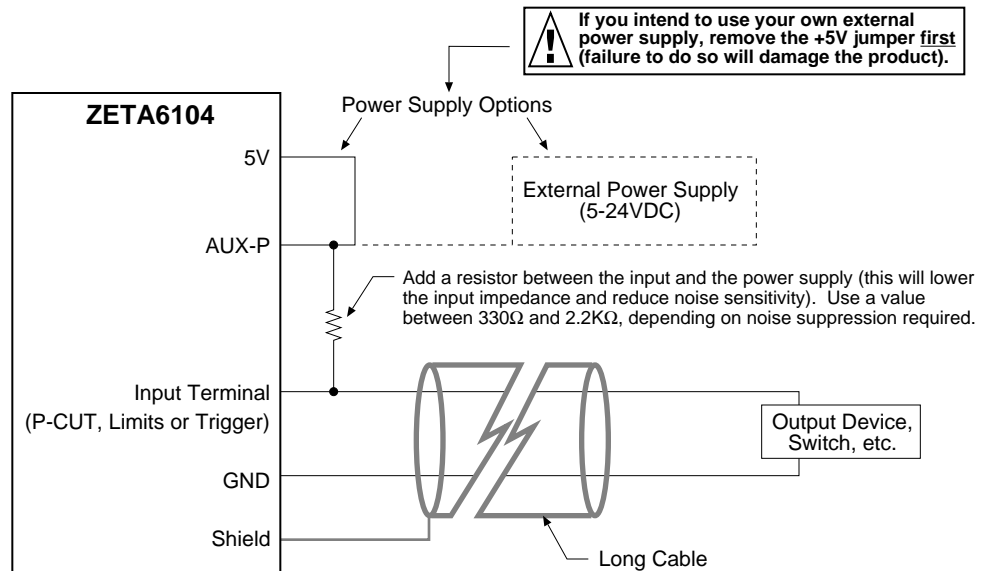 If you intend to use your own external
power supply, remove the +5V jumper first
(failure to do so will damage the product).
ZETA6104
Power Supply Options
5V
External Power Supply
(5-24VDC)
AUX-P
Add a resistor between the input and the power supply (this will lower
the input impedance and reduce noise sensitivity). Use a value
between 330Ω and 2.2KΩ, depending on noise suppression required.
Input Terminal
(P-CUT, Limits or Trigger)
Output Device,
Switch, etc.
GND
Shield
Long Cable